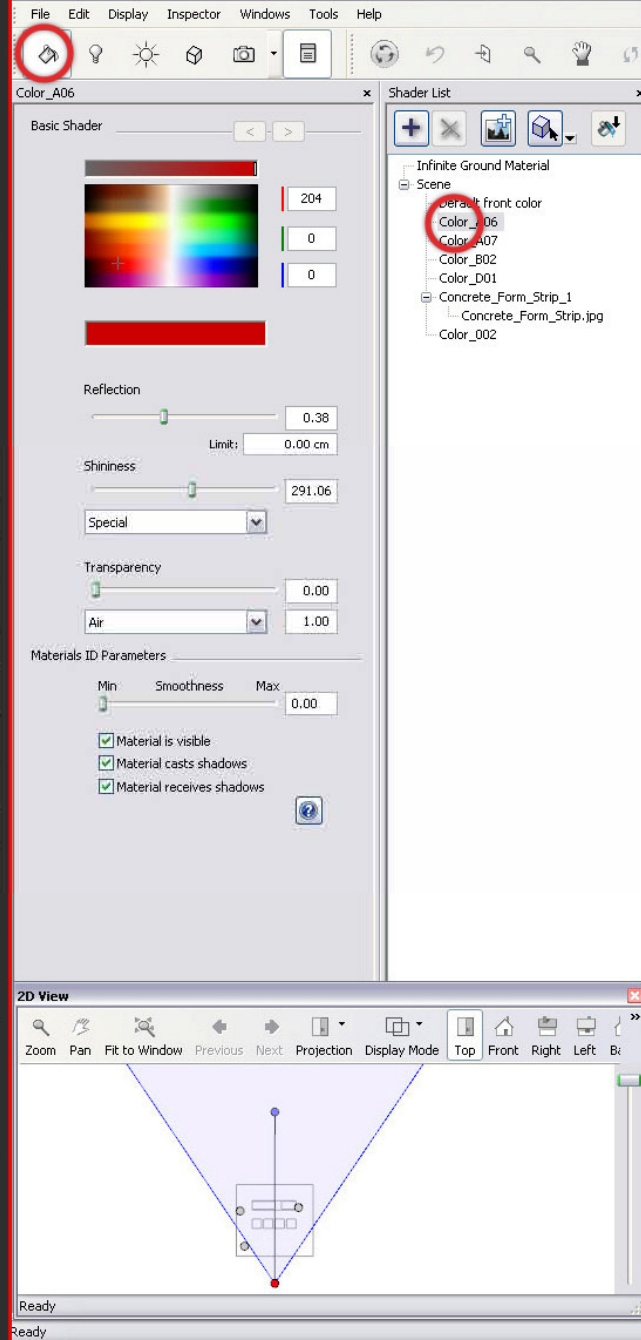 File Edit Display Inspector Windows Tools Help
Color_A06
Basic Shader
204
0
0
Reflection
0.38
Limit: 0.00 cm
Shininess
291.06
Special
Transparency
0.00
Air 1.00
Materials ID Parameters
Min Smoothness Max
0.00
Material is visible
Material casts shadows
Material receives shadows
Shader List
Infinite Ground Material
Scene
Default front color
Color_A06
Color_A07
Color_B02
Color_D01
Concrete_Form_Strip_1
Concrete_Form_Strip.jpg
Color_002
2D View
Zoom Pan Fit to Window Previous Next Projection Display Mode Top Front Right Left
Ready
Ready